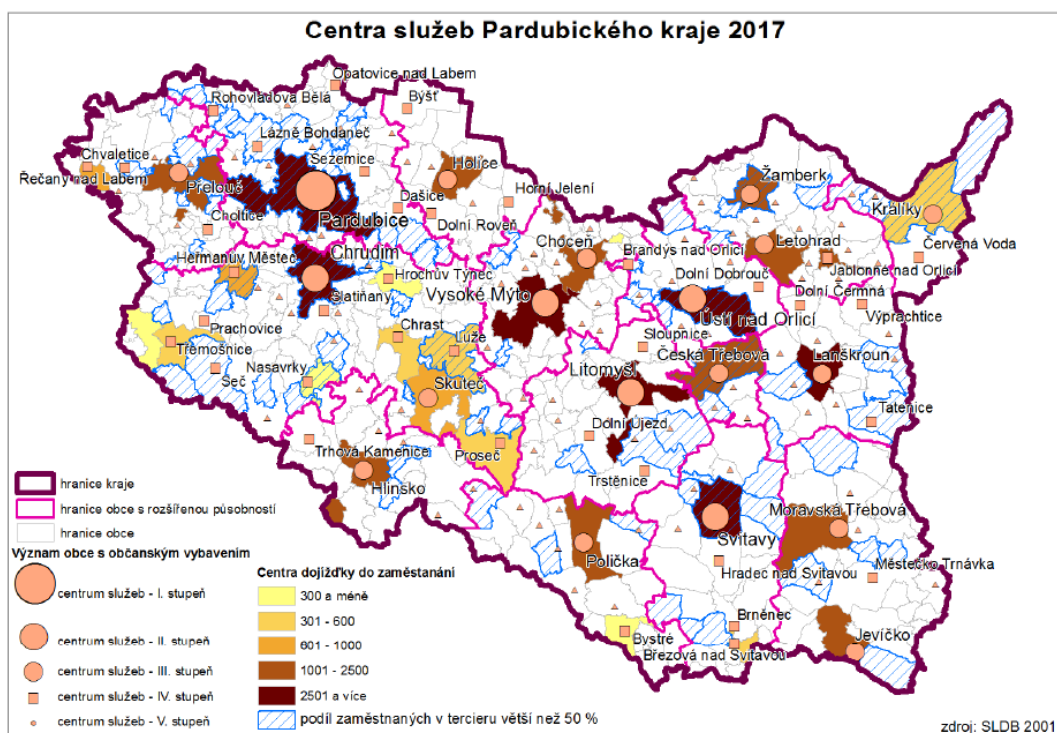 Centra služeb Pardubického kraje 2017
Opatovice nad Labem
Rohovládova Bělá
Býšť
Lázně Bohdaneč
Chvaletice
Sezemice
Holice
Žamberk
Řečany nad Labem
Přelouč
Horní Jelení
Králíky
Dašice
Pardubice
Choltice
Dolní Roveň
Choceň
Letohrad
Chrudim
Brandýs nad Orlicí
Červená Voda
Heřmanův Městec
Hrochův Týnec
Dolní Dobrouč
Jablonné nad Orlicí
Vysoké Mýto
Slatiňany
Dolní Čermná
Ústí nad Orlicí
Výprachtice
Prachovice
Chrast
Sloupnice
Třemošnice
Luže
Česká Třebová
Lanškroun
Nasavrky
Litomyšl
Seč
Skuteč
Tatenice
Dolní Újezd
Trhová Kamenice
Proseč
Hlinsko
Trstěnice
Moravská Třebová
Svitavy
Polička
Hradec nad Svitavou
Městečko Trnávka
Brněnec
Bystré
Jevíčko
Březová nad Svitavou
hranice kraje
hranice obce s rozšířenou působností
hranice obce
Význam obce s občanským vybavením
centrum služeb - I. stupeň
centrum služeb - II. stupeň
centrum služeb - III. stupeň
centrum služeb - IV. stupeň
centrum služeb - V. stupeň
Centra dojížďky do zaměstanání
300 a méně
301 - 600
601 - 1000
1001 - 2500
2501 a více
podíl zaměstnaných v tercieru větší než 50 %
zdroj: SLDB 2001